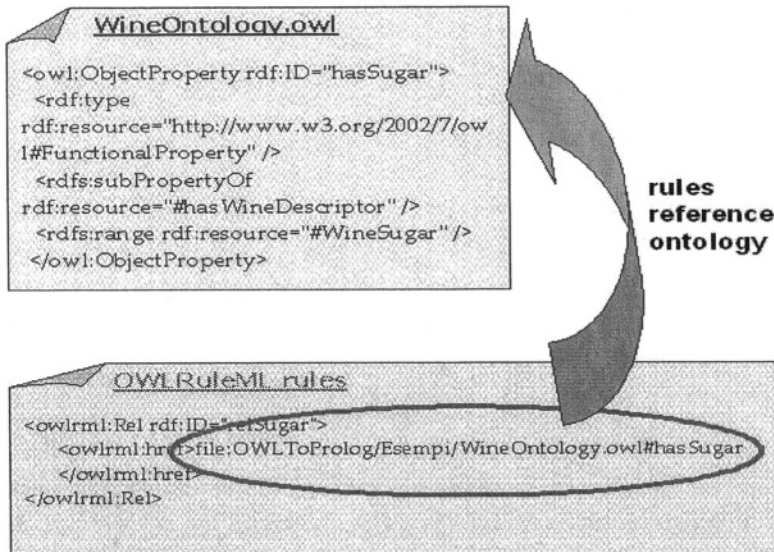 WineOntology.owl
<owl:ObjectProperty rdf:ID="hasSugar">
<rdf:type
rdf:resource="http://www.w3.org/2002/7/ow
l#FunctionalProperty" />
<rdfs:subPropertyOf
rdf:resource="#hasWineDescriptor" />
<rdfs:range rdf:resource="#WineSugar" />
</owl:ObjectProperty>
rules
reference
ontology
OWLRuleML rules
<owlrml:Rel rdf:ID="relSugar">
<owlrml:href>file:OWLToProlog/Esempi/WineOntology.owl#hasSugar
</owlrml:href>
</owlrml:Rel>